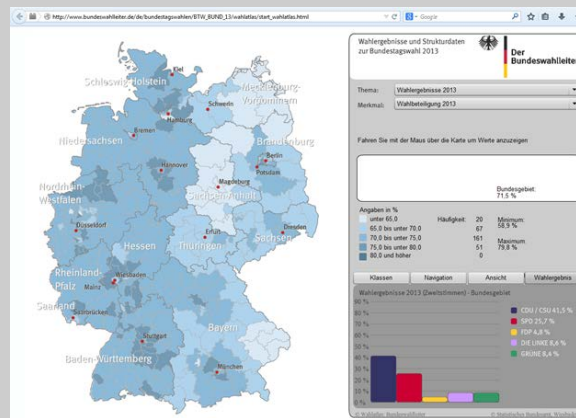 http://www.bundeswahlleiter.de/de/bundestagswahlen/BTW_BUND_13/wahlatlas/start_wahlatlas.html
Google
Wahlergebnisse und Strukturdaten
zur Bundestagswahl 2013
Der
Bundeswahlleiter
Thema:
Wahlergebnisse 2013
Merkmal:
Wahlbeteiligung 2013
Fahren Sie mit der Maus über die Karte um Werte anzuzeigen
Bundesgebiet:
71,5 %
Angaben in %
unter 65,0 Häufigkeit: 20 Minimum:
65,0 bis unter 70,0 67 58,9 %
70,0 bis unter 75,0 161 Maximum
75,0 bis unter 80,0 51 79,8 %
80,0 und höher 0
Klassen Navigation Ansicht Wahlergebnis
Wahlergebnisse 2013 (Zweitstimmen) - Bundesgebiet
90 %
80 %
70 %
60 %
50 %
40 %
30 %
20 %
10 %
0 %
CDU / CSU 41,5 %
SPD 25,7 %
FDP 4,8 %
DIE LINKE 8,6 %
GRÜNE 8,4 %
Kiel
Schleswig-Holstein
Mecklenburg-
Vorpommern
Schwerin
Hamburg
Bremen
Niedersachsen
Brandenburg
Berlin
Potsdam
Hannover
Magdeburg
Sachsen-Anhalt
Nordrhein-
Westfalen
Düsseldorf
Dresden
Sachsen
Erfurt
Thüringen
Hessen
Rheinland-
Pfalz
Wiesbaden
Mainz
Saarland
Saarbrücken
Bayern
Stuttgart
Baden-Württemberg
München